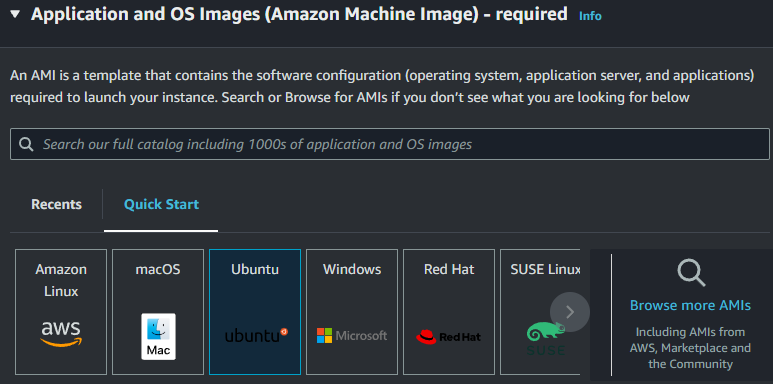 Application and OS Images (Amazon Machine Image) - required Info
An AMI is a template that contains the software configuration (operating system, application server, and applications)
required to launch your instance. Search or Browse for AMIs if you don’t see what you are looking for below
Search our full catalog including 1000s of application and OS images
Recents
Quick Start
Amazon
Linux
aws
macOS
Mac
Ubuntu
ubuntu
Windows
Microsoft
Red Hat
Red Hat
SUSE Linux
SUSE
Browse more AMIs
Including AMIs from
AWS, Marketplace and
the Community